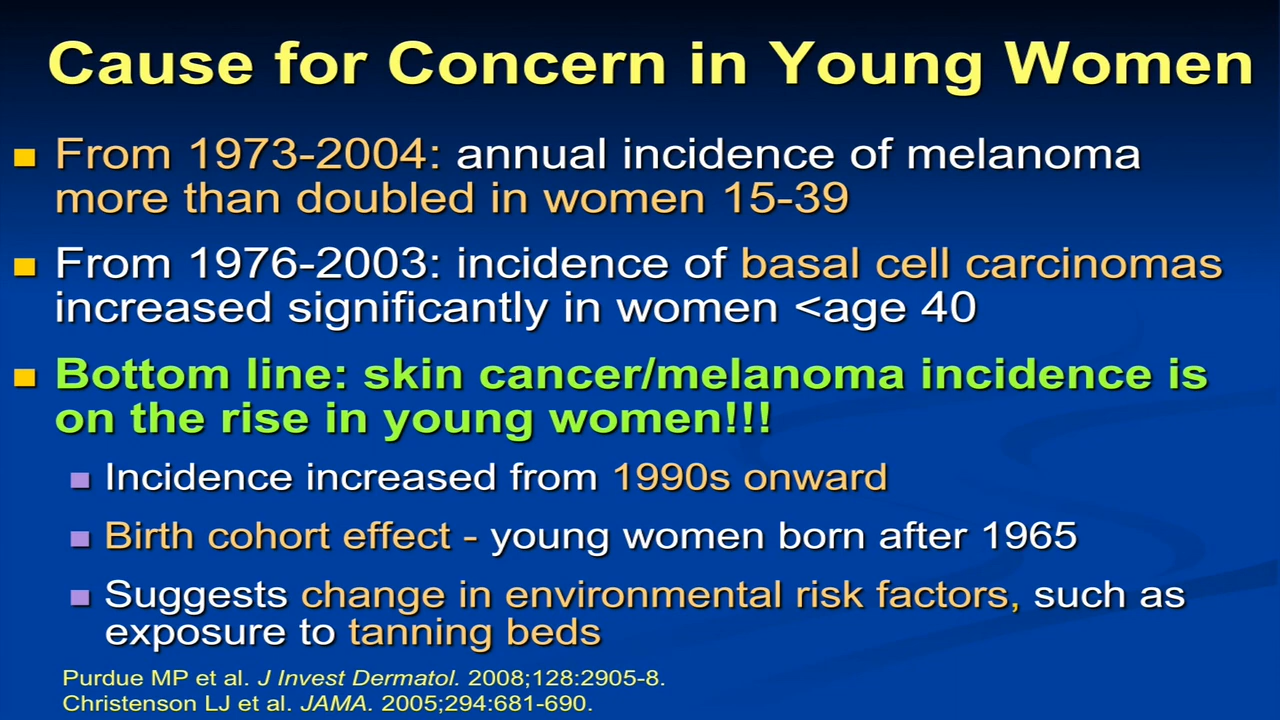 Cause for Concern in Young Women
From 1973-2004: annual incidence of melanoma
more than doubled in women 15-39
From 1976-2003: incidence of basal cell carcinomas
increased significantly in women <age 40
Bottom line: skin cancer/melanoma incidence is
on the rise in young women!!!
Incidence increased from 1990s onward
Birth cohort effect - young women born after 1965
Suggests change in environmental risk factors, such as
exposure to tanning beds
Purdue MP et al. J Invest Dermatol. 2008;128:2905-8.
Christenson LJ et al. JAMA. 2005;294:681-690.